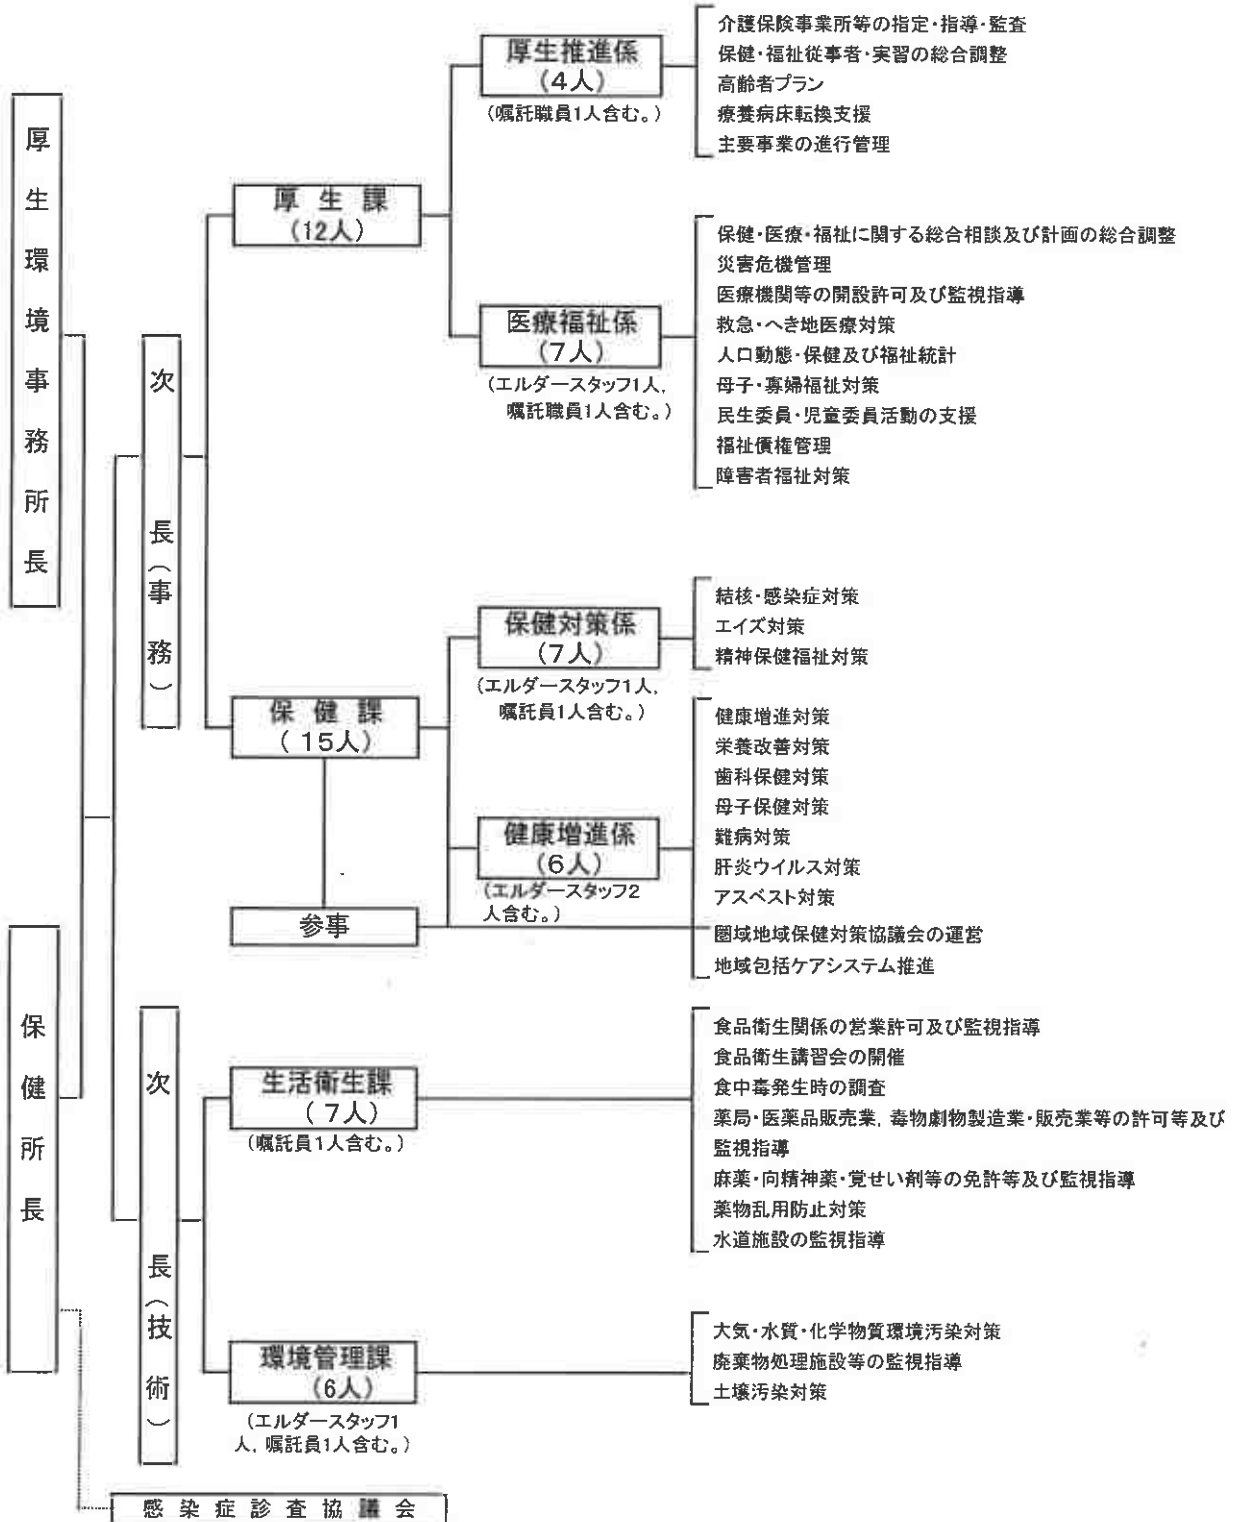 厚生環境事務所長
保健所長
次長（事務）
次長（技術）
厚生課
（12人）
厚生推進係
（4人）
（嘱託職員1人含む。）
介護保険事業所等の指定・指導・監査
保健・福祉従事者・実習の総合調整
高齢者プラン
療養病床転換支援
主要事業の進行管理
医療福祉係
（7人）
（エルダースタッフ1人，
嘱託職員1人含む。）
保健・医療・福祉に関する総合相談及び計画の総合調整
災害危機管理
医療機関等の開設許可及び監視指導
救急・へき地医療対策
人口動態・保健及び福祉統計
母子・寡婦福祉対策
民生委員・児童委員活動の支援
福祉債権管理
障害者福祉対策
保健課
（15人）
参事
保健対策係
（7人）
（エルダースタッフ1人，
嘱託員1人含む。）
結核・感染症対策
エイズ対策
精神保健福祉対策
健康増進係
（6人）
（エルダースタッフ2
人含む。）
健康増進対策
栄養改善対策
歯科保健対策
母子保健対策
難病対策
肝炎ウイルス対策
アスベスト対策
圏域地域保健対策協議会の運営
地域包括ケアシステム推進
生活衛生課
（7人）
（嘱託員1人含む。）
食品衛生関係の営業許可及び監視指導
食品衛生講習会の開催
食中毒発生時の調査
薬局・医薬品販売業，毒物劇物製造業・販売業等の許可等及び
監視指導
麻薬・向精神薬・覚せい剤等の免許等及び監視指導
薬物乱用防止対策
水道施設の監視指導
環境管理課
（6人）
（エルダースタッフ1
人，嘱託員1人含む。）
大気・水質・化学物質環境汚染対策
廃棄物処理施設等の監視指導
土壌汚染対策
感染症診査協議会